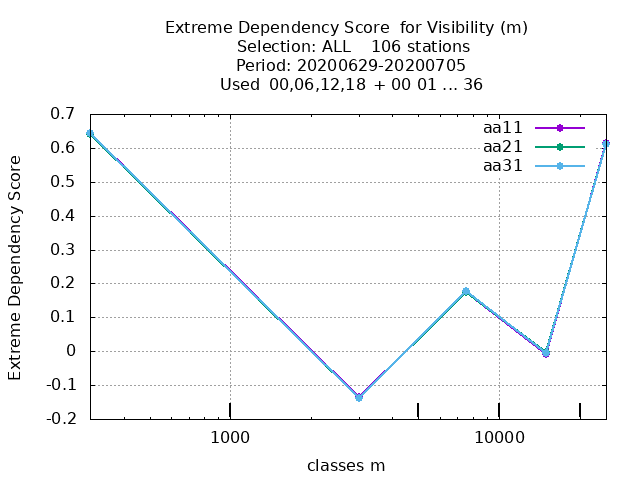 Extreme Dependency Score  for Visibility (m)
Selection: ALL    106 stations
Period: 20200629-20200705
Used  00,06,12,18  + 00 01 ... 36
Extreme Dependency Score
0.7
0.6
0.5
0.4
0.3
0.2
0.1
0
-0.1
-0.2
aa11
aa21
aa31
1000
10000
classes m